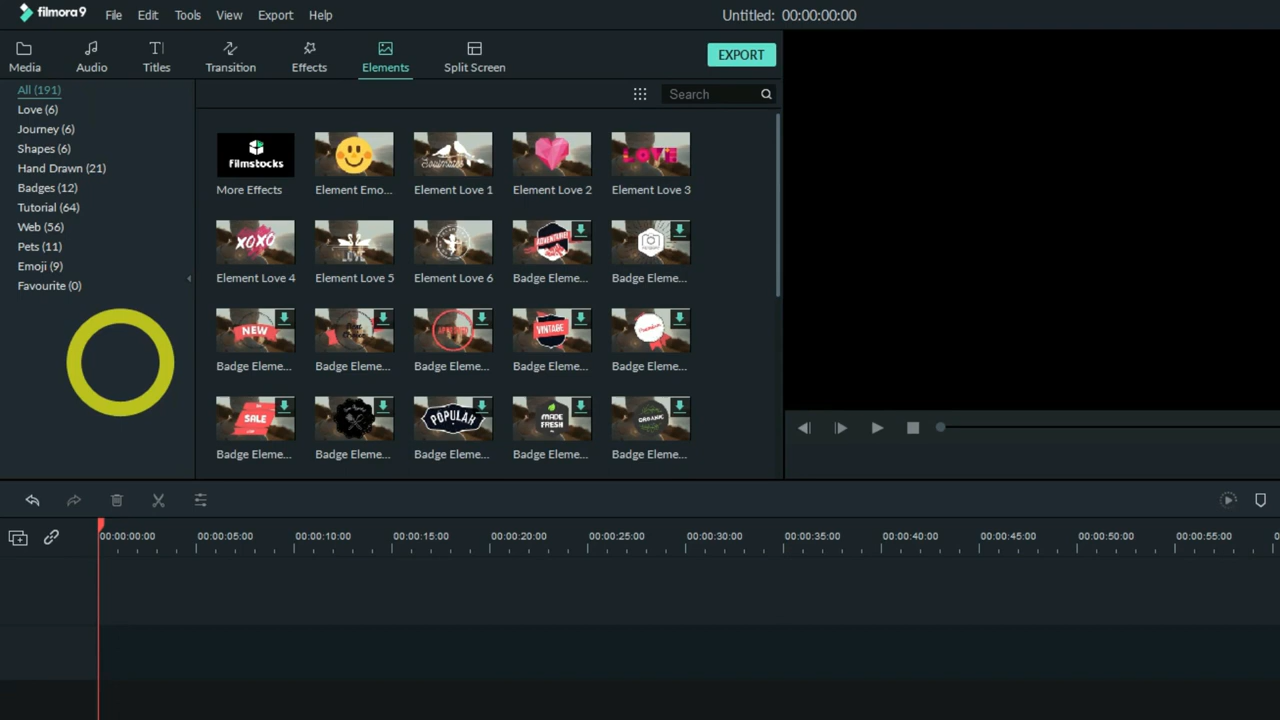 filmora9 File Edit Tools View Export Help Untitled: 00:00:00:00
Media Audio Titles Transition Effects Elements Split Screen EXPORT
All (191)
Love (6)
Journey (6)
Shapes (6)
Hand Drawn (21)
Badges (12)
Tutorial (64)
Web (56)
Pets (11)
Emoji (9)
Favourite (0)
Search
Filmstocks
LOVE
More Effects Element Emo... Element Love 1 Element Love 2 Element Love 3
XOXO LOVE ADVENTURE
Element Love 4 Element Love 5 Element Love 6 Badge Eleme... Badge Eleme...
NEW Best VINTAGE Premium
Badge Eleme... Badge Eleme... Badge Eleme... Badge Eleme... Badge Eleme...
SALE POPULAR MADE FRESH ORGANIC
Badge Eleme... Badge Eleme... Badge Eleme... Badge Eleme... Badge Eleme...
00:00:00:00 00:00:05:00 00:00:10:00 00:00:15:00 00:00:20:00 00:00:25:00 00:00:30:00 00:00:35:00 00:00:40:00 00:00:45:00 00:00:50:00 00:00:55:00